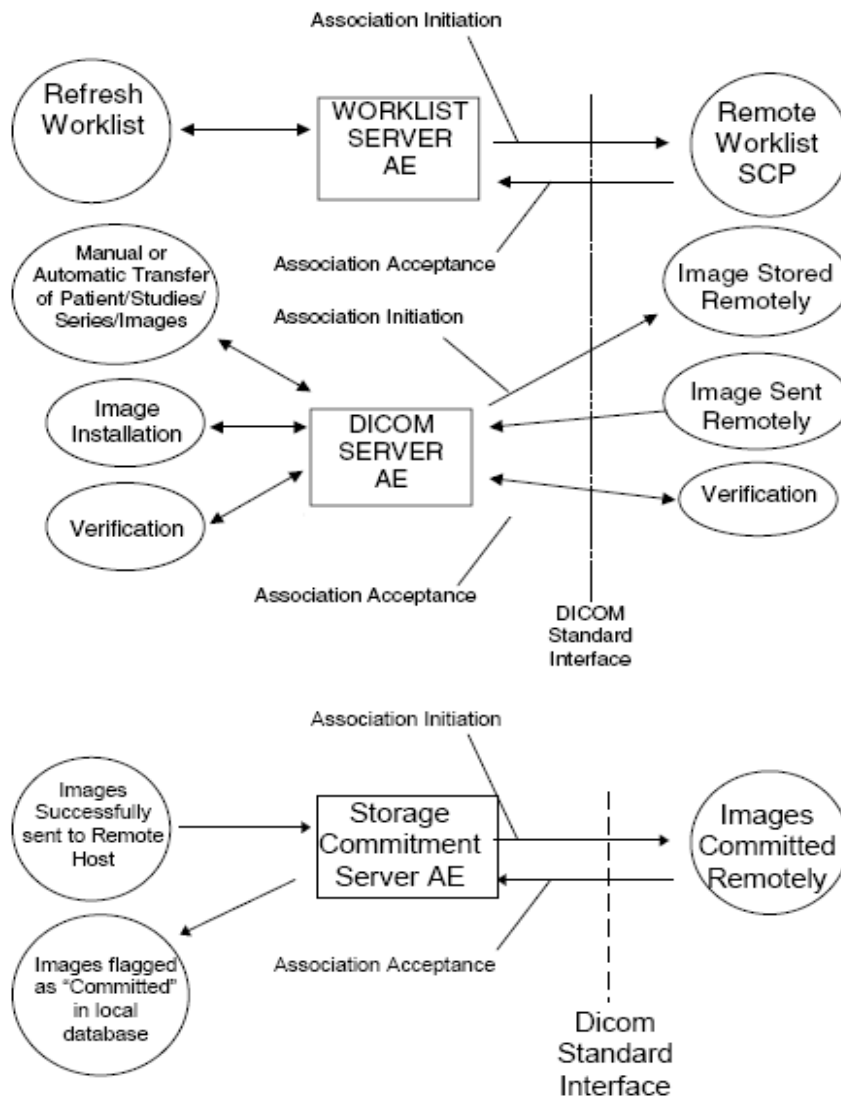 Association Initiation
Refresh
Worklist
WORKLIST
SERVER
AE
Remote
Worklist
SCP
Association Acceptance
Manual or
Automatic Transfer
of Patient/Studies/
Series/Images
Association Initiation
Image Stored
Remotely
Image
Installation
DICOM
SERVER
AE
Image Sent
Remotely
Verification
Verification
Association Acceptance
DICOM
Standard
Interface
Association Initiation
Images
Successfully
sent to Remote
Host
Storage
Commitment
Server AE
Images
Committed
Remotely
Association Acceptance
Images flagged
as “Committed”
in local
database
Dicom
Standard
Interface